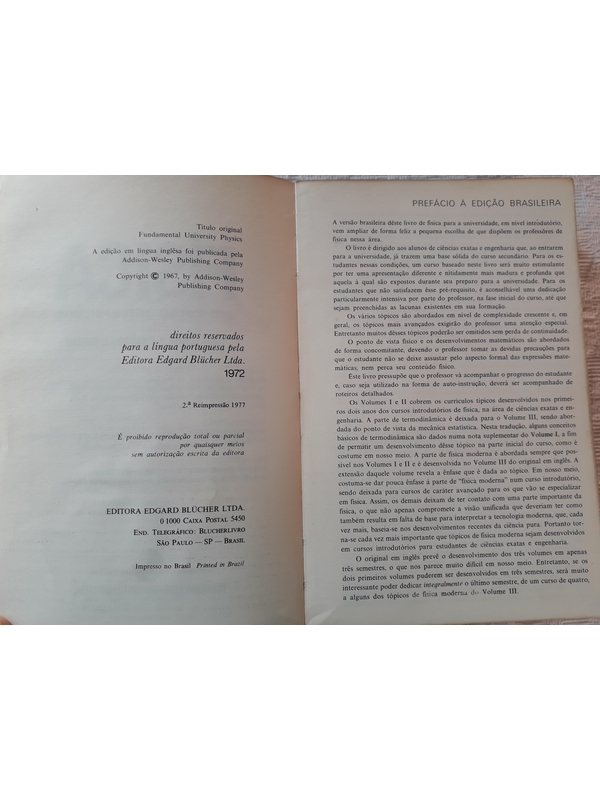 Título original
Fundamental University Physics
A edição em língua inglêsa foi publicada pela
Addison-Wesley Publishing Company
Copyright © 1967, by Addison-Wesley
Publishing Company
direitos reservados
para a língua portuguesa pela
Editora Edgard Blücher Ltda.
1972
2.ª Reimpressão 1977
É proibido reprodução total ou parcial
por quaisquer meios
sem autorização escrita da editora
EDITORA EDGARD BLÜCHER LTDA.
01000 CAIXA POSTAL 5450
END. TELEGRÁFICO: BLUCHERLIVRO
SÃO PAULO — SP — BRASIL
Impresso no Brasil Printed in Brazil
PREFÁCIO À EDIÇÃO BRASILEIRA
A versão brasileira dêste livro de física para a universidade, em nível introdutório,
vem ampliar de forma feliz a pequena escolha de que dispõem os professôres de
física nessa área.
O livro é dirigido aos alunos de ciências exatas e engenharia que, ao entrarem
para a universidade, já trazem uma base sólida do curso secundário. Para os es-
tudantes nessas condições, um curso baseado neste livro será muito estimulante
por ter uma apresentação diferente e nitidamente mais madura e profunda que
aquela à qual são expostos durante seu preparo para a universidade. Para os
estudantes que não satisfazem êsse pré-requisito, é aconselhável uma dedicação
particularmente intensiva por parte do professor, na fase inicial do curso, até que
sejam preenchidas as lacunas existentes em sua formação.
Os vários tópicos são abordados em nível de complexidade crescente e, em
geral, os tópicos mais avançados exigirão do professor uma atenção especial.
Entretanto muitos dêsses tópicos poderão ser omitidos sem perda de continuidade.
O ponto de vista físico e os desenvolvimentos matemáticos são abordados
de forma concomitante, devendo o professor tomar as devidas precauções para
que o estudante não se deixe assustar pelo aspecto formal das expressões mate-
máticas, nem perca seu conteúdo físico.
Êste livro pressupõe que o professor vá acompanhar o progresso do estudante
e, caso seja utilizado na forma de auto-instrução, deverá ser acompanhado de
roteiros detalhados.
Os Volumes I e II cobrem os currículos típicos desenvolvidos nos primei-
ros dois anos dos cursos introdutórios de física, na área de ciências exatas e en-
genharia. A parte de termodinâmica é deixada para o Volume III, sendo abor-
dada do ponto de vista da mecânica estatística. Nesta tradução, alguns conceitos
básicos de termodinâmica são dados numa nota suplementar do Volume I, a fim
de permitir um desenvolvimento dêsse tópico na parte inicial do curso, como é
costume em nosso meio. A parte de física moderna é abordada sempre que pos-
sível nos Volumes I e II e é desenvolvida no Volume III do original em inglês. A
extensão daquele volume revela a ênfase que é dada ao tópico. Em nosso meio,
costuma-se dar pouca ênfase à parte de "física moderna" num curso introdutório,
sendo deixada para cursos de caráter avançado para os que vão se especializar
em física. Assim, os demais deixam de ter contato com uma parte importante da
física, o que não apenas compromete a visão unificada que deveriam ter como
também resulta em falta de base para interpretar a tecnologia moderna, que, cada
vez mais, baseia-se nos desenvolvimentos recentes da ciência pura. Portanto tor-
na-se cada vez mais importante que tópicos de física moderna sejam desenvolvidos
em cursos introdutórios para estudantes de ciências exatas e engenharia.
O original em inglês prevê o desenvolvimento dos três volumes em apenas
três semestres, o que nos parece muito difícil em nosso meio. Entretanto, se os
dois primeiros volumes puderem ser desenvolvidos em três semestres, será muito
interessante poder dedicar integralmente o último semestre, de um curso de quatro,
a alguns dos tópicos de física moderna do Volume III.